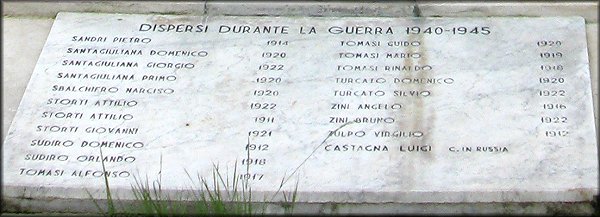 DISPERSI DURANTE LA GUERRA 1940-1945
SANDRI PIETRO 1914
SANTAGIULIANA DOMENICO 1920
SANTAGIULIANA GIORGIO 1922
SANTAGIULIANA PRIMO 1920
SBALCHIERO NARCISO 1920
STORTI ATTILIO 1922
STORTI ATTILIO 1911
STORTI GIOVANNI 1921
SUDIRO DOMENICO 1912
SUDIRO ORLANDO 1918
TOMASI ALFONSO 1917
TOMASI GUIDO 1920
TOMASI MARIO 1919
TOMASI RINALDO 1918
TURCATO DOMENICO 1920
TURCATO SILVIO 1922
ZINI ANGELO 1916
ZINI BRUNO 1922
ZULPO VIRGILIO 1912
CASTAGNA LUIGI C. IN RUSSIA